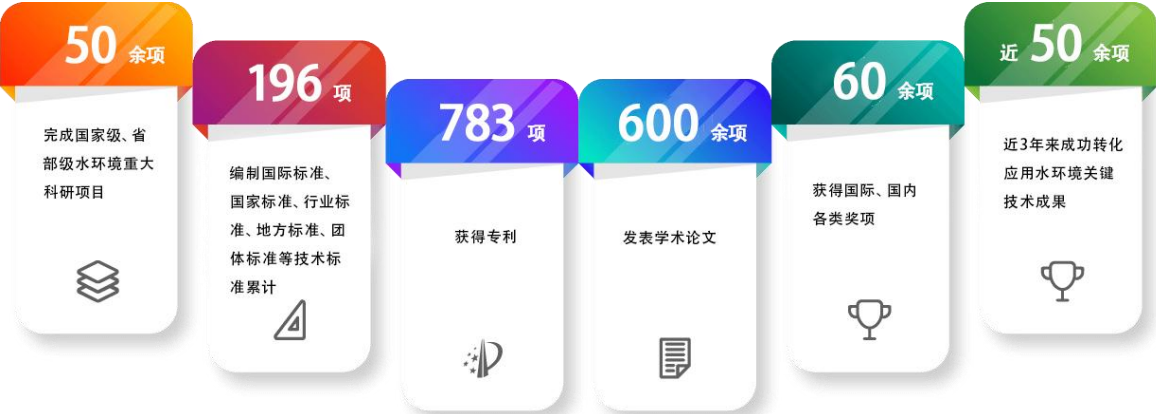 50 余项
完成国家级、省
部级水环境重大
科研项目
196 项
编制国际标准、
国家标准、行业标
准、地方标准、团
体标准等技术标
准累计
783 项
获得专利
600 余项
发表学术论文
60 余项
获得国际、国内
各类奖项
近 50 余项
近3年来成功转化
应用水环境关键
技术成果